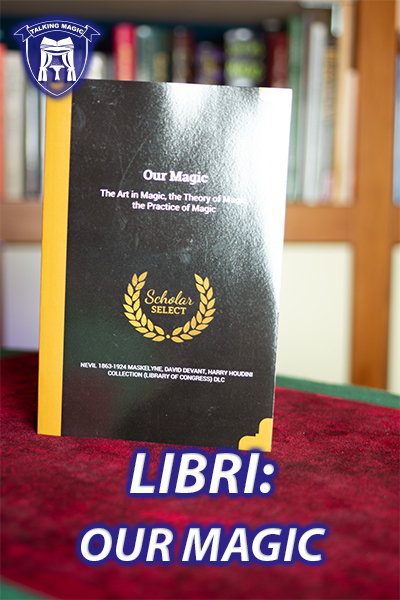 TALKING MAGIC
Our Magic
The Art in Magic, the Theory of Magic,
the Practice of Magic
Scholar
SELECT
NEVIL 1863-1924 MASKELYNE, DAVID DEVANT, HARRY HOUDINI
COLLECTION (LIBRARY OF CONGRESS) DLC
LIBRI:
OUR MAGIC